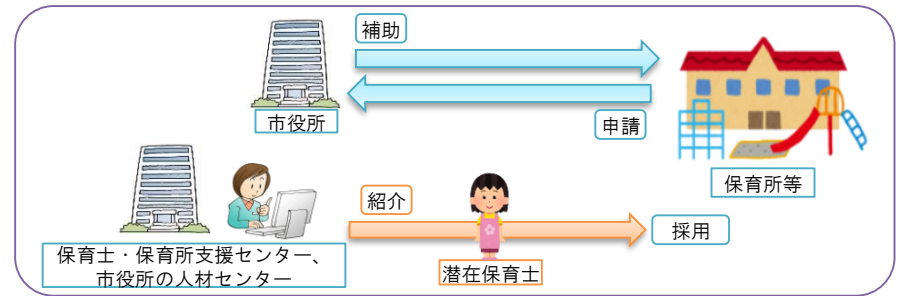 補助
市役所
申請
保育所等
紹介
採用
保育士・保育所支援センター、
市役所の人材センター
潜在保育士